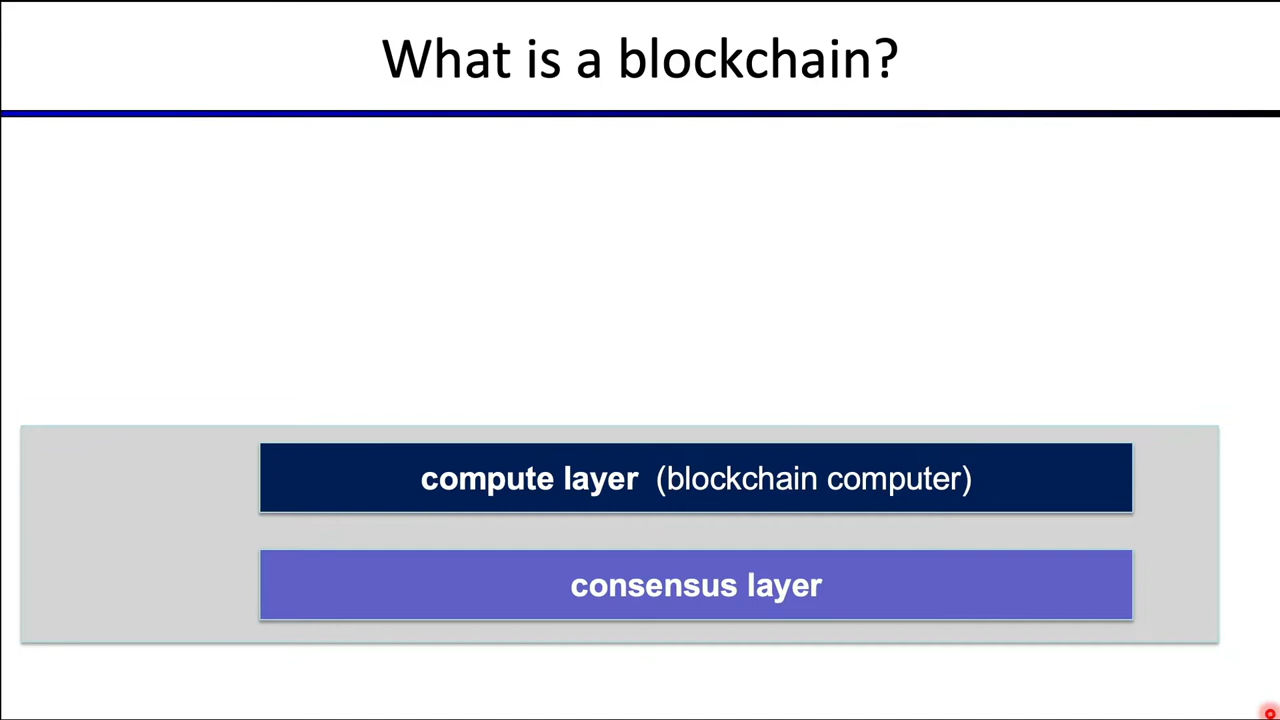 What is a blockchain?
compute layer (blockchain computer)
consensus layer